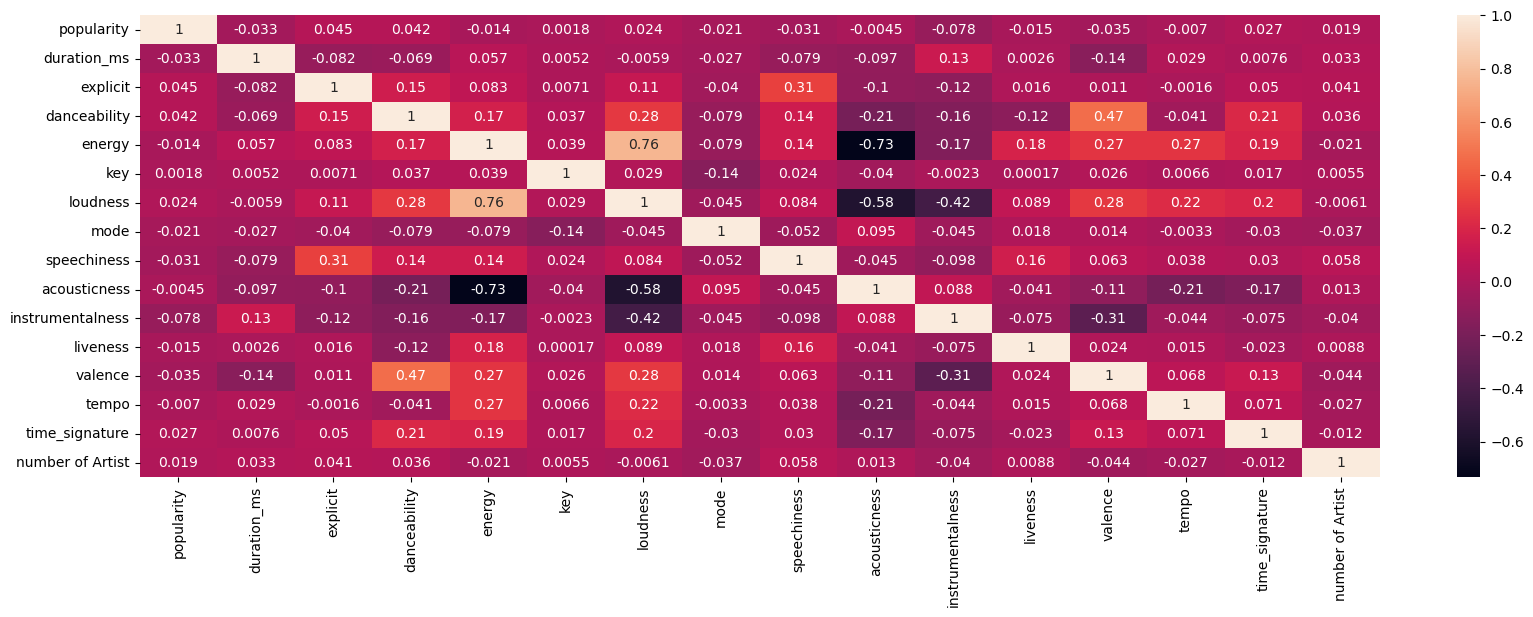 popularity 1 -0.033 0.045 0.042 -0.014 0.0018 0.024 -0.021 -0.031 -0.0045 -0.078 -0.015 -0.035 -0.007 0.027 0.019
duration_ms -0.033 1 -0.082 -0.069 0.057 0.0052 -0.0059 -0.027 -0.079 -0.097 0.13 0.0026 -0.14 0.029 0.0076 0.033
explicit 0.045 -0.082 1 0.15 0.083 0.0071 0.11 -0.04 0.31 -0.1 -0.12 0.016 0.011 -0.0016 0.05 0.041
danceability 0.042 -0.069 0.15 1 0.17 0.037 0.28 -0.079 0.14 -0.21 -0.16 -0.12 0.47 -0.041 0.21 0.036
energy -0.014 0.057 0.083 0.17 1 0.039 0.76 -0.079 0.14 -0.73 -0.17 0.18 0.27 0.27 0.19 -0.021
key 0.0018 0.0052 0.0071 0.037 0.039 1 0.029 -0.14 0.024 -0.04 -0.0023 0.00017 0.026 0.0066 0.017 0.0055
loudness 0.024 -0.0059 0.11 0.28 0.76 0.029 1 -0.045 0.084 -0.58 -0.42 0.089 0.28 0.22 0.2 -0.0061
mode -0.021 -0.027 -0.04 -0.079 -0.079 -0.14 -0.045 1 -0.052 0.095 -0.045 0.018 0.014 -0.0033 -0.03 -0.037
speechiness -0.031 -0.079 0.31 0.14 0.14 0.024 0.084 -0.052 1 -0.045 -0.098 0.16 0.063 0.038 0.03 0.058
acousticness -0.0045 -0.097 -0.1 -0.21 -0.73 -0.04 -0.58 0.095 -0.045 1 0.088 -0.041 -0.11 -0.21 -0.17 0.013
instrumentalness -0.078 0.13 -0.12 -0.16 -0.17 -0.0023 -0.42 -0.045 -0.098 0.088 1 -0.075 -0.31 -0.044 -0.075 -0.04
liveness -0.015 0.0026 0.016 -0.12 0.18 0.00017 0.089 0.018 0.16 -0.041 -0.075 1 0.024 0.015 -0.023 0.0088
valence -0.035 -0.14 0.011 0.47 0.27 0.026 0.28 0.014 0.063 -0.11 -0.31 0.024 1 0.068 0.13 -0.044
tempo -0.007 0.029 -0.0016 -0.041 0.27 0.0066 0.22 -0.0033 0.038 -0.21 -0.044 0.015 0.068 1 0.071 -0.027
time_signature 0.027 0.0076 0.05 0.21 0.19 0.017 0.2 -0.03 0.03 -0.17 -0.075 -0.023 0.13 0.071 1 -0.012
number of Artist 0.019 0.033 0.041 0.036 -0.021 0.0055 -0.0061 -0.037 0.058 0.013 -0.04 0.0088 -0.044 -0.027 -0.012 1
popularity
duration_ms
explicit
danceability
energy
key
loudness
mode
speechiness
acousticness
instrumentalness
liveness
valence
tempo
time_signature
number of Artist
1.0
0.8
0.6
0.4
0.2
0.0
−0.2
−0.4
−0.6